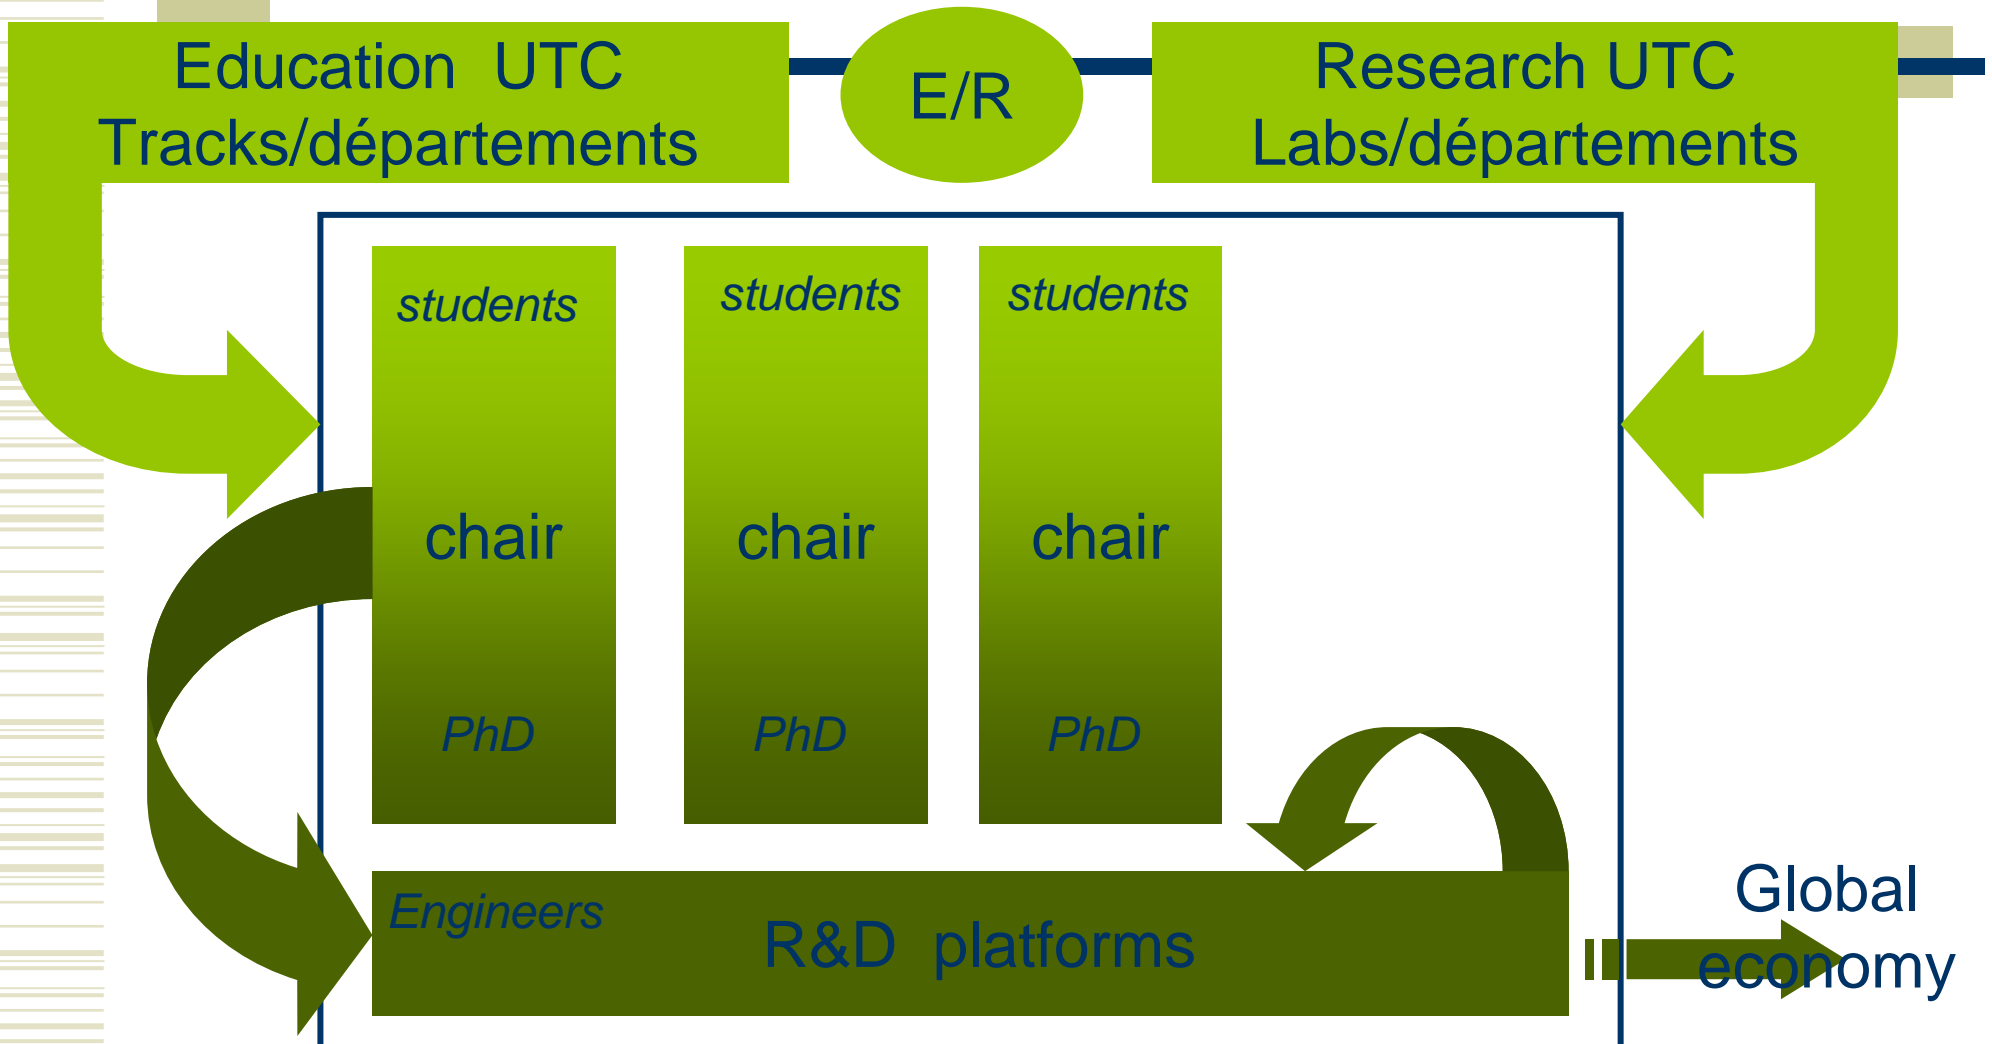 Education UTC
Tracks/départements
E/R
Research UTC
Labs/départements
students
students
students
chair
chair
chair
PhD
PhD
PhD
Engineers
R&D platforms
Global
economy